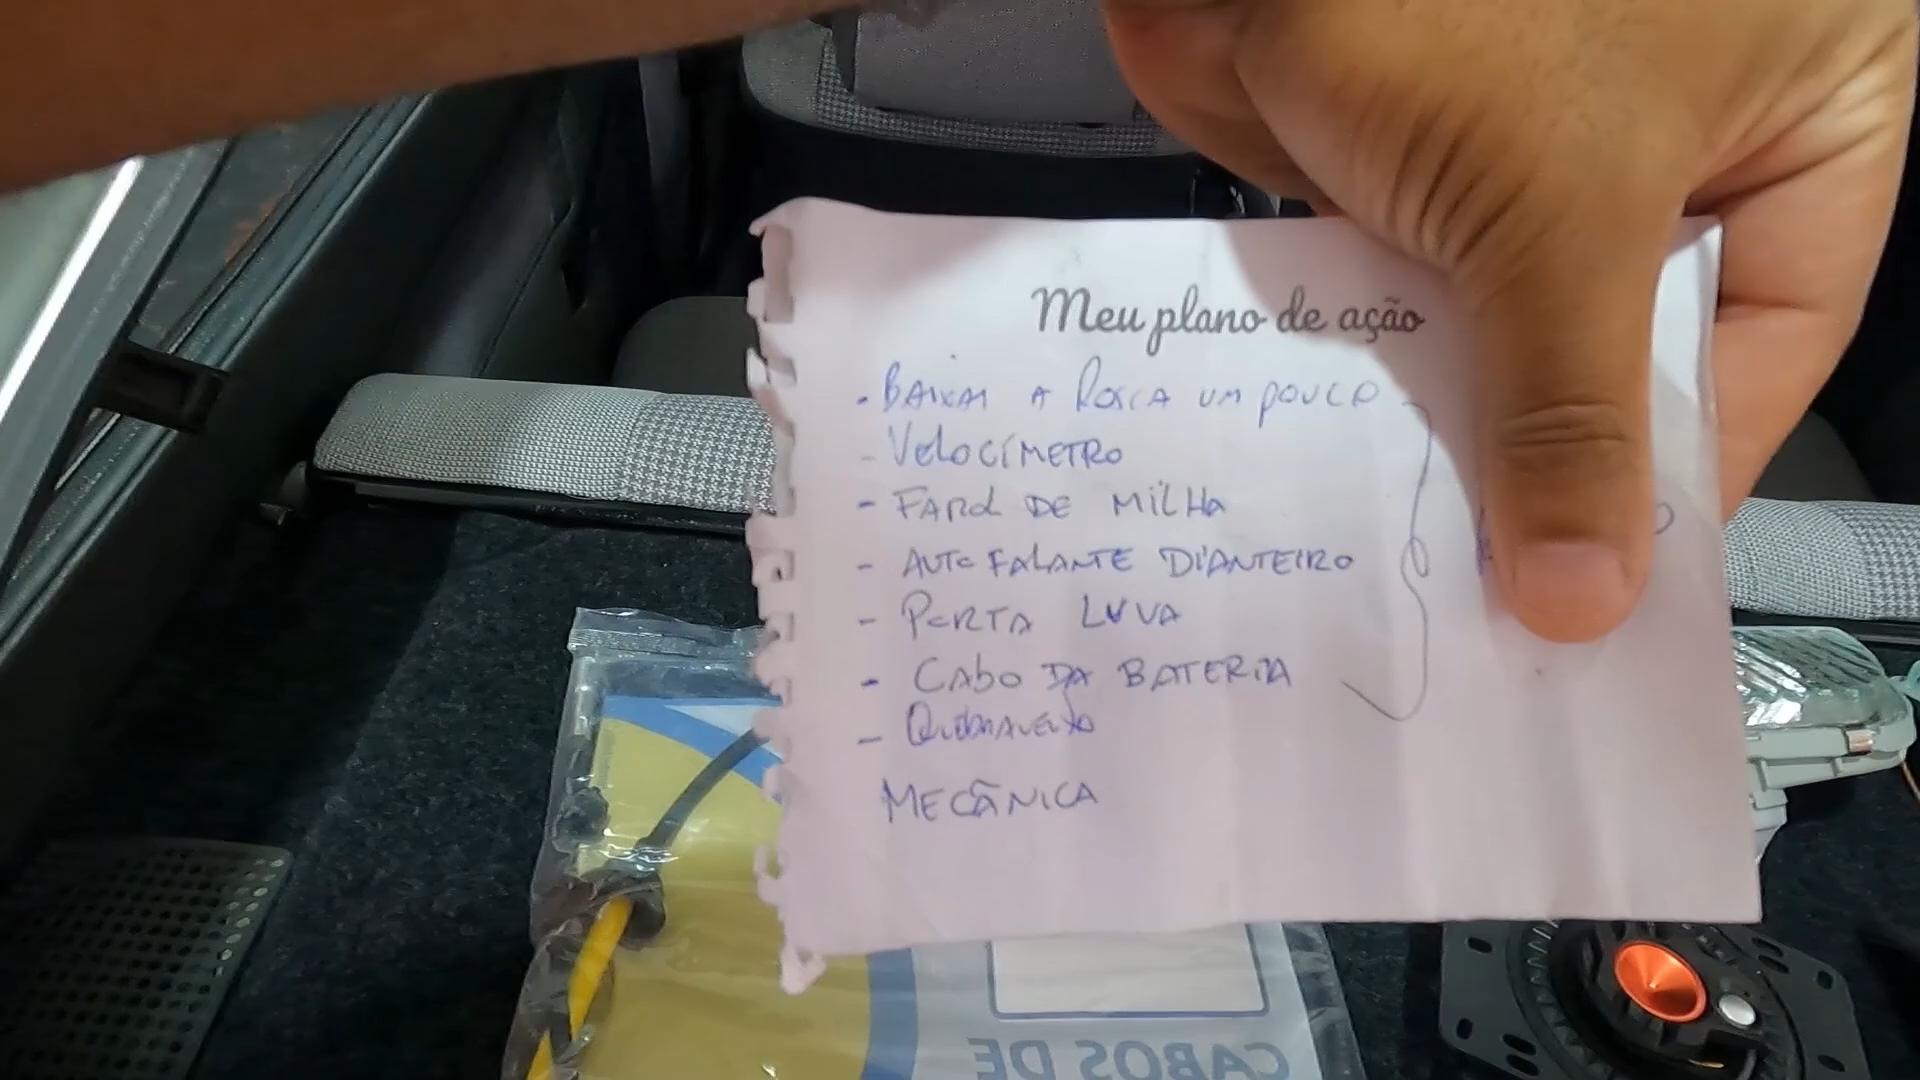 Meu plano de ação
- BAIXAR A ROSCA UM POUCO
- VELOCÍMETRO
- FAROL DE MILHA
- AUTO FALANTE DIANTEIRO
- PORTA LUVA
- CABO DA BATERIA
-
MECÂNICA
CABOS DE